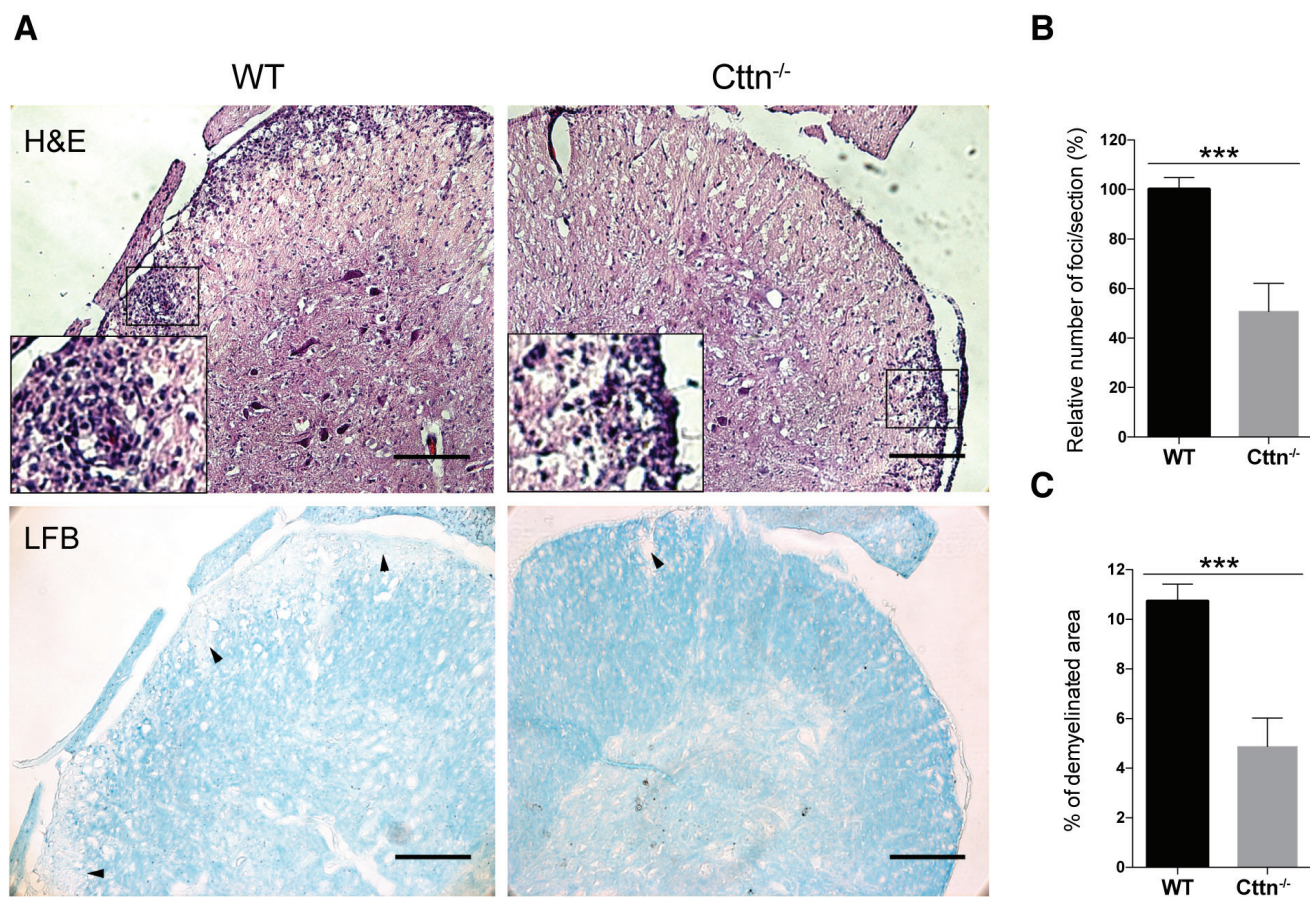 A
WT
Cttn-/-
H&E
LFB
B
Relative number of foci/section (%)
***
120
100
80
60
40
20
0
WT
Cttn-/-
C
% of demyelinated area
***
12
10
8
6
4
2
0
WT
Cttn-/-